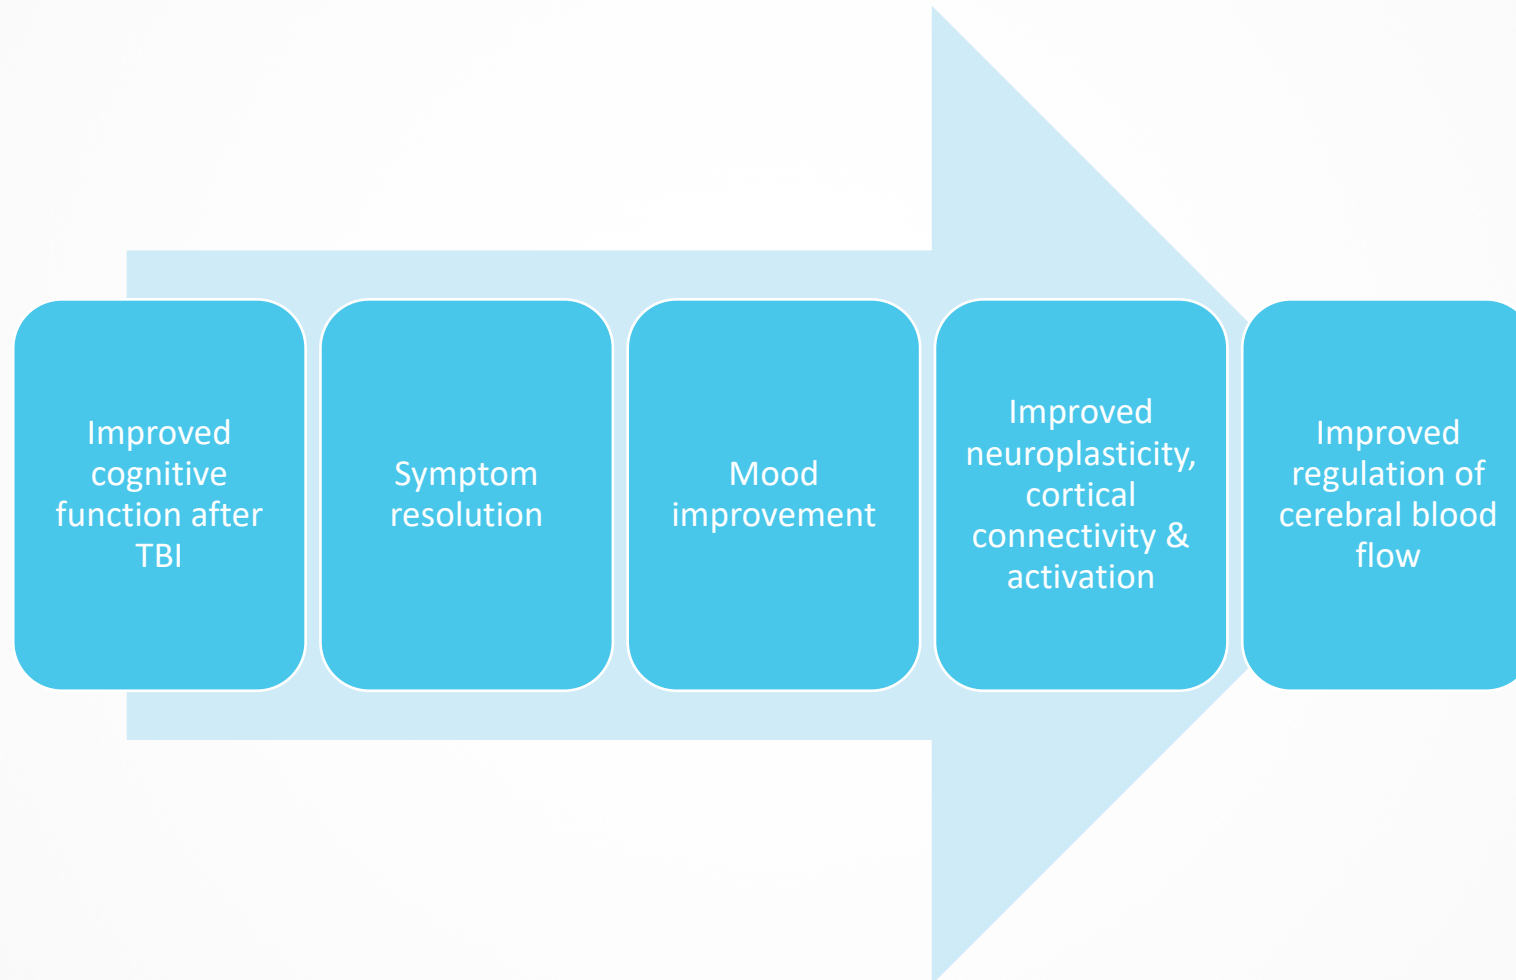 Improved
cognitive
function after
TBI
Symptom
resolution
Mood
improvement
Improved
neuroplasticity,
cortical
connectivity &
activation
Improved
regulation of
cerebral blood
flow